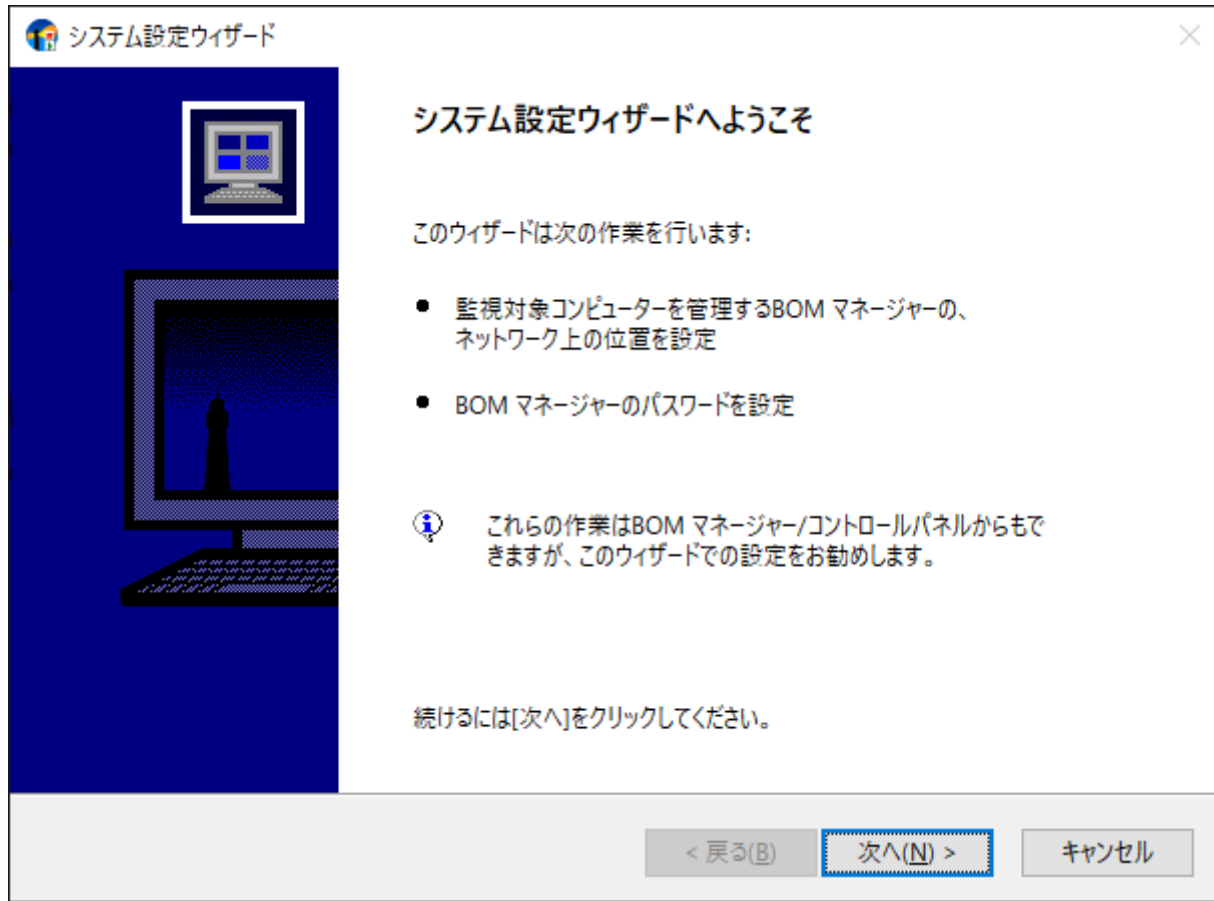 システム設定ウィザード
システム設定ウィザードへようこそ
このウィザードは次の作業を行います:
● 監視対象コンピューターを管理するBOM マネージャーの、
ネットワーク上の位置を設定
● BOM マネージャーのパスワードを設定
これらの作業はBOM マネージャー/コントロールパネルからもで
きますが、このウィザードでの設定をお勧めします。
続けるには[次へ]をクリックしてください。
< 戻る(B) 次へ(N) > キャンセル